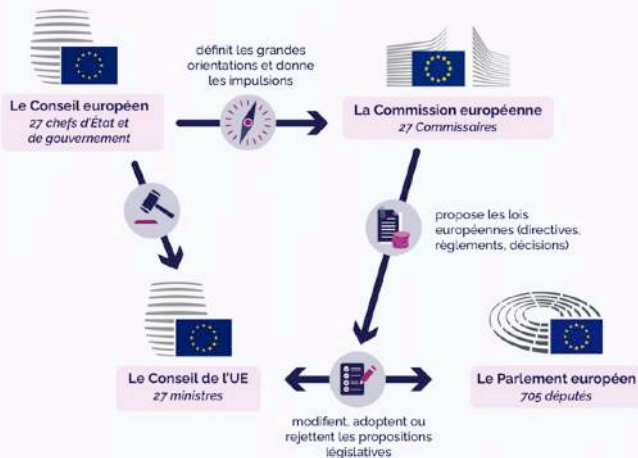 définit les grandes
orientations et donne
les impulsions
Le Conseil européen
27 chefs d'État et
de gouvernement
La Commission européenne
27 Commissaires
propose les lois
européennes (directives,
règlements, décisions)
Le Conseil de l'UE
27 ministres
Le Parlement européen
705 députés
modifient, adoptent ou
rejettent les propositions
législatives